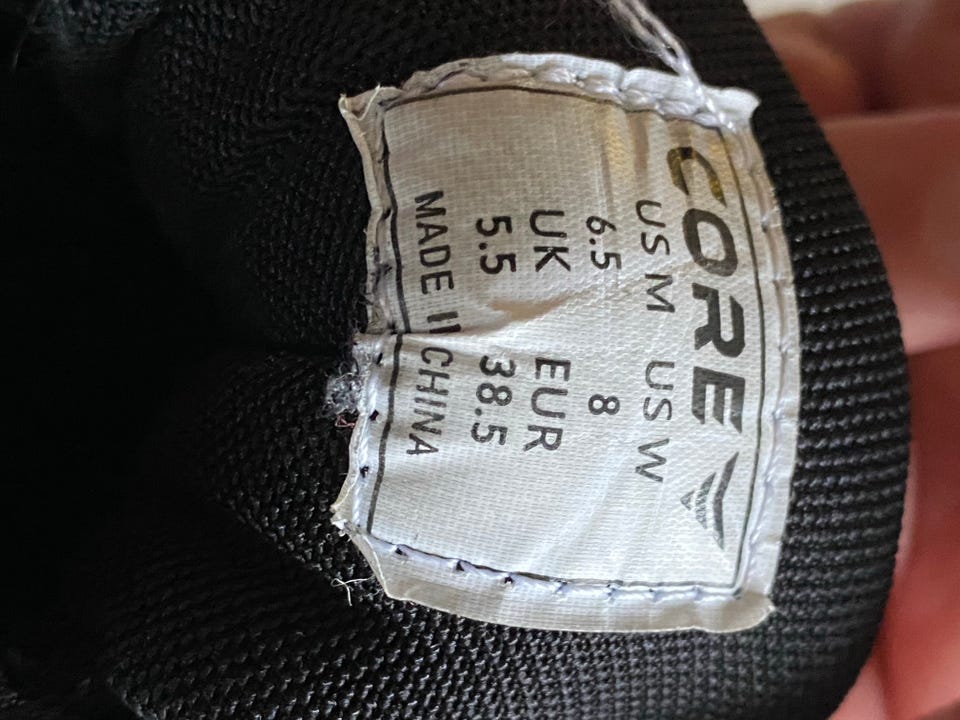 CORE
US M US W
6.5 8
UK EUR
5.5 38.5
MADE IN CHINA